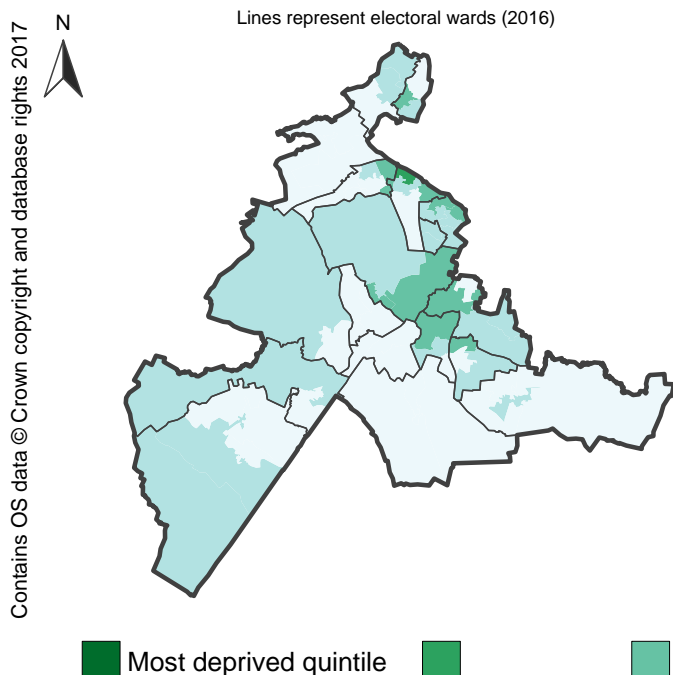 Lines represent electoral wards (2016)
N
Contains OS data © Crown copyright and database rights 2017
Most deprived quintile